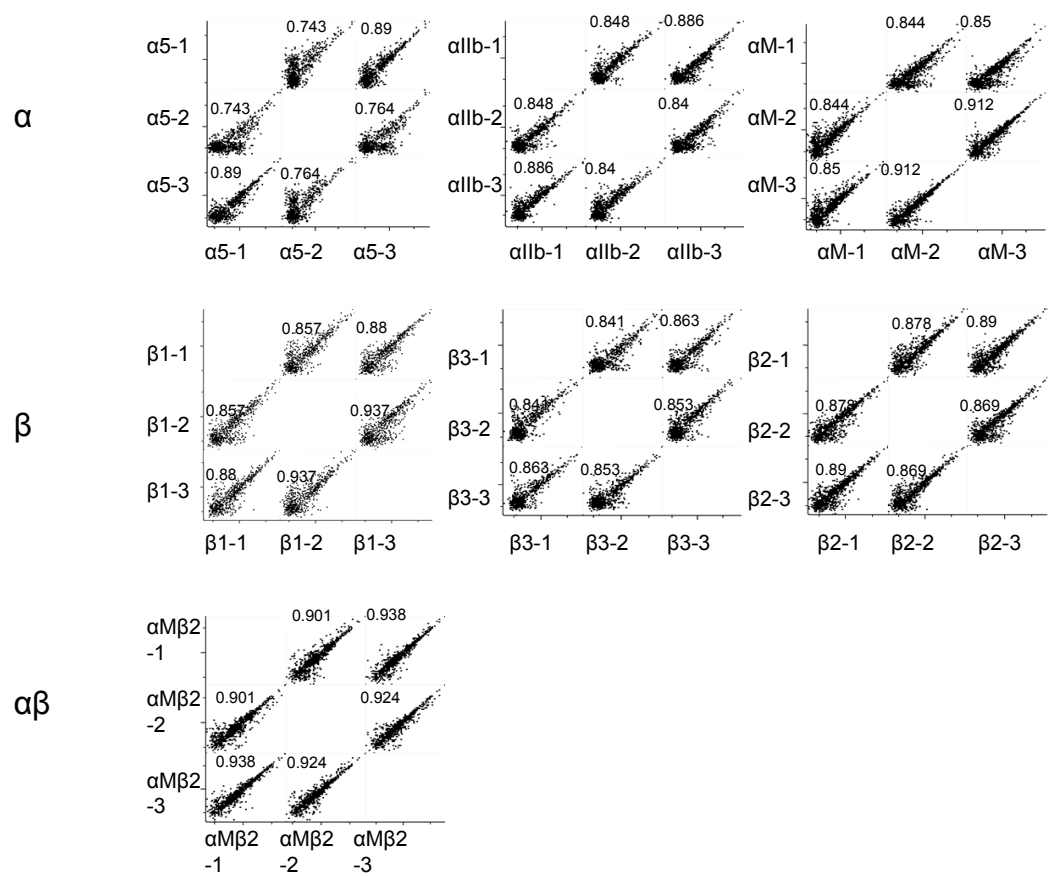 α
α5-1
α5-2
α5-3
0.743
0.89
0.743
0.764
0.89
0.764
α5-1 α5-2 α5-3
αIIb-1
αIIb-2
αIIb-3
0.848
0.886
0.848
0.84
0.886
0.84
αIIb-1 αIIb-2 αIIb-3
αM-1
αM-2
αM-3
0.844
0.85
0.844
0.912
0.85
0.912
αM-1 αM-2 αM-3
β
β1-1
β1-2
β1-3
0.857
0.88
0.857
0.937
0.88
0.937
β1-1 β1-2 β1-3
β3-1
β3-2
β3-3
0.841
0.863
0.841
0.853
0.863
0.853
β3-1 β3-2 β3-3
β2-1
β2-2
β2-3
0.878
0.89
0.878
0.869
0.89
0.869
β2-1 β2-2 β2-3
αβ
αMβ2
-1
αMβ2
-2
αMβ2
-3
0.901
0.938
0.901
0.924
0.938
0.924
αMβ2 αMβ2 αMβ2
-1 -2 -3